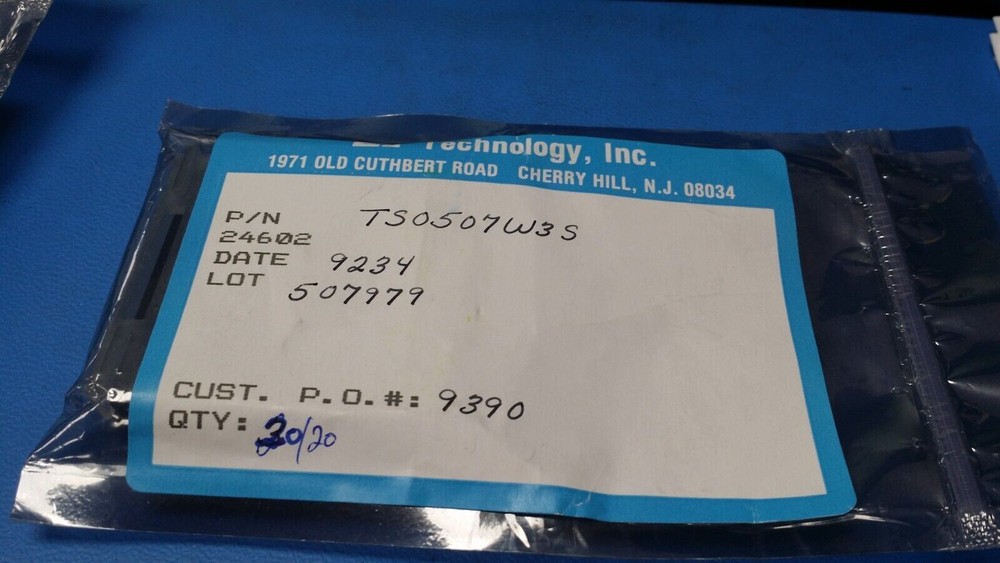 Technology, Inc.
1971 OLD CUTHBERT ROAD CHERRY HILL, N.J. 08034
P/N TS0507W3S
24602
DATE 9234
LOT 507979
CUST. P.O.#: 9390
QTY: 20/20